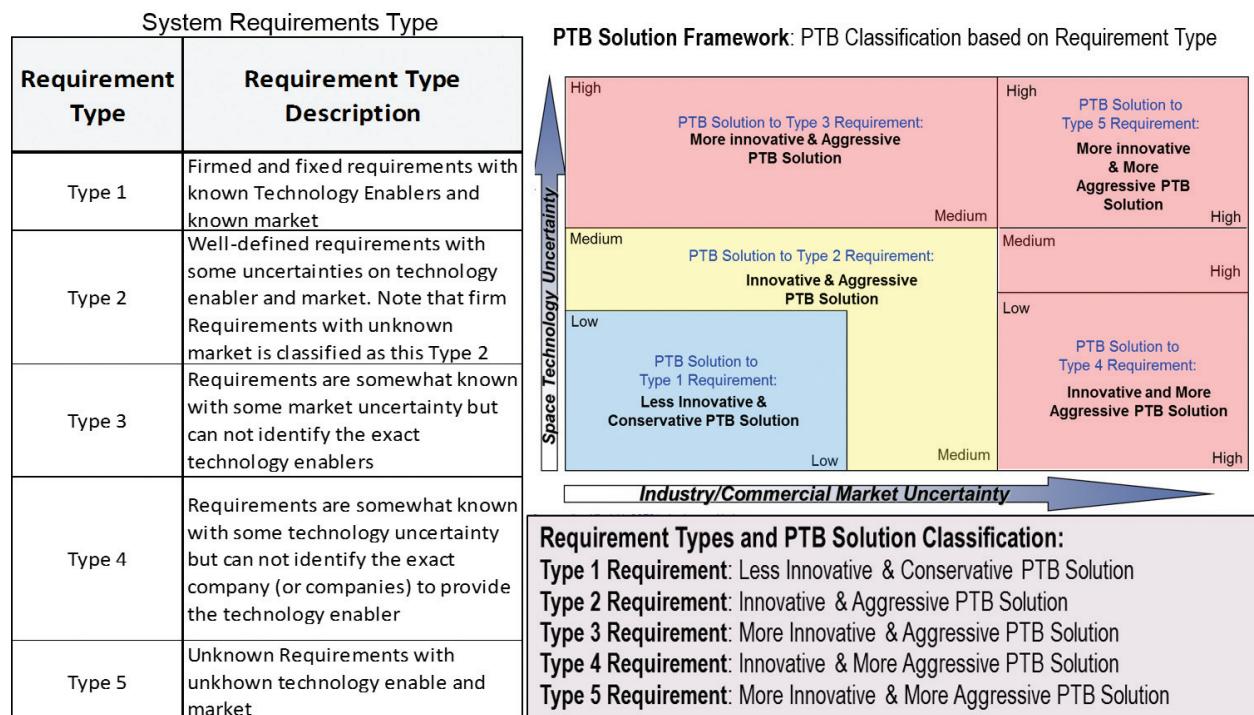 System Requirements Type
Requirement
Type
Requirement Type
Description
Type 1
Firmed and fixed requirements with
known Technology Enablers and
known market
Type 2
Well-defined requirements with
some uncertainties on technology
enabler and market. Note that firm
Requirements with unknown
market is classified as this Type 2
Type 3
Requirements are somewhat known
with some market uncertainty but
can not identify the exact
technology enablers
Type 4
Requirements are somewhat known
with some technology uncertainty
but can not identify the exact
company (or companies) to provide
the technology enabler
Type 5
Unknown Requirements with
unkhown technology enable and
market
PTB Solution Framework: PTB Classification based on Requirement Type
Space Technology Uncertainty
High
PTB Solution to Type 3 Requirement:
More innovative & Aggressive
PTB Solution
Medium
High
PTB Solution to
Type 5 Requirement:
More innovative
& More
Aggressive PTB
Solution
High
Medium
PTB Solution to Type 2 Requirement:
Innovative & Aggressive
PTB Solution
Medium
Medium
High
Low
PTB Solution to
Type 1 Requirement:
Less Innovative &
Conservative PTB Solution
Low
Low
PTB Solution to
Type 4 Requirement:
Innovative and More
Aggressive PTB Solution
High
Industry/Commercial Market Uncertainty
Requirement Types and PTB Solution Classification:
Type 1 Requirement: Less Innovative & Conservative PTB Solution
Type 2 Requirement: Innovative & Aggressive PTB Solution
Type 3 Requirement: More Innovative & Aggressive PTB Solution
Type 4 Requirement: Innovative & More Aggressive PTB Solution
Type 5 Requirement: More Innovative & More Aggressive PTB Solution